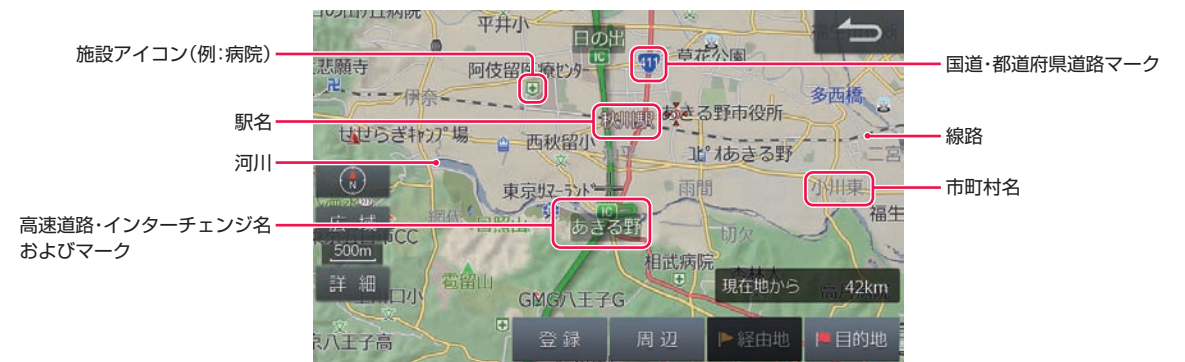 施設アイコン(例:病院)
駅名
河川
高速道路・インターチェンジ名
およびマーク
国道・都道府県道路マーク
線路
市町村名
平井小
日の出
IC
411
草花公園
悲願寺
阿伎留医療センター
伊奈
多西橋
秋川駅
あきる野市役所
せせらぎキャンプ場
西秋留小
ユピオあきる野
二宮
東京サマーランド
雨間
小川東
福生
N
広域
網代
IC
あきる野
切欠
500m
相武病院
詳細
雹留山
現在地から 42km
GMG八王子G
登録
周辺
経由地
目的地